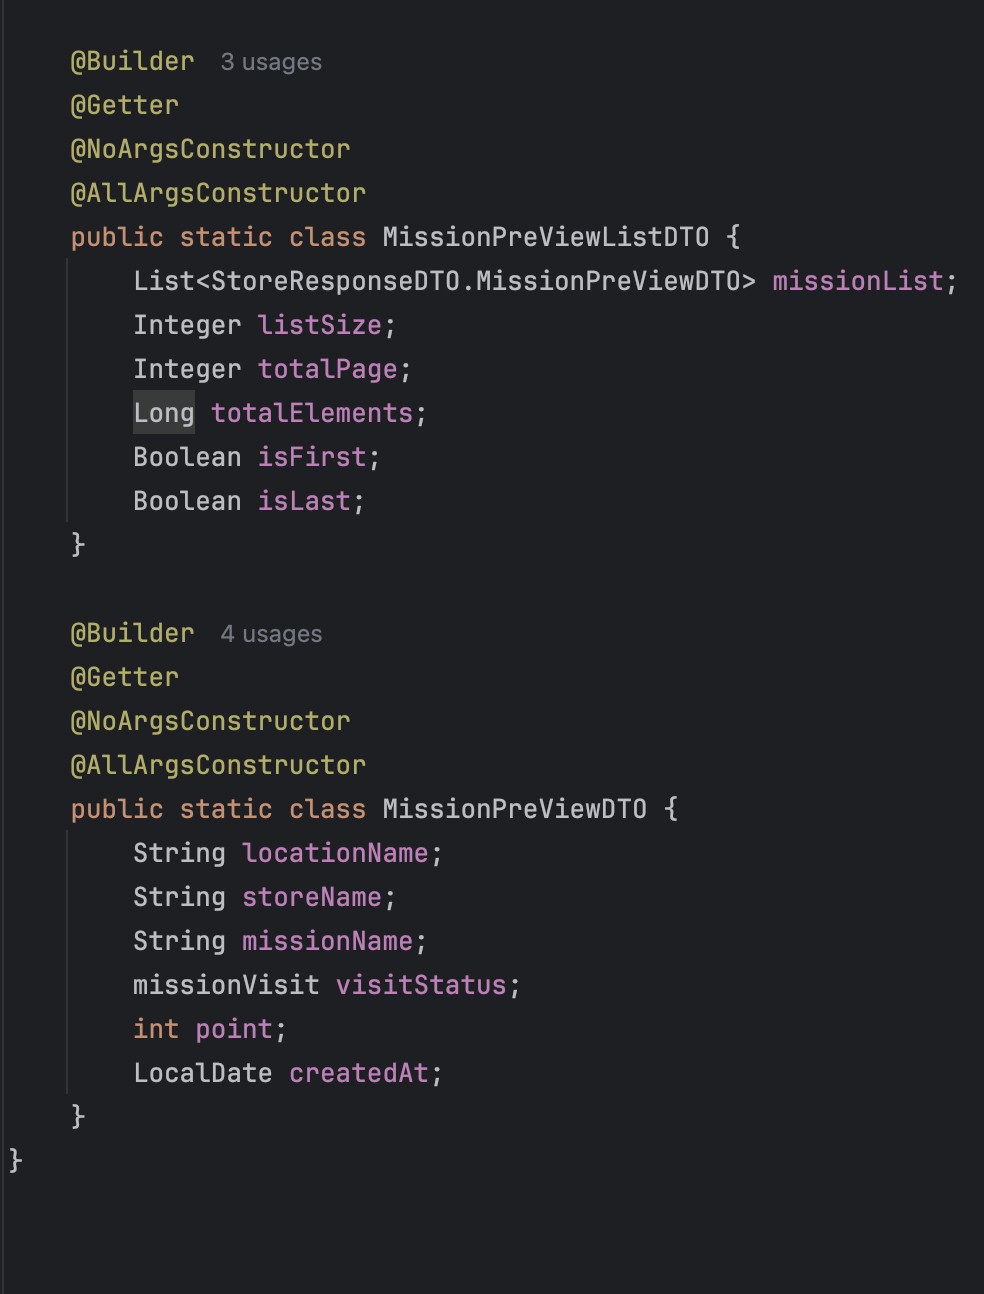 @Builder 3 usages
@Getter
@NoArgsConstructor
@AllArgsConstructor
public static class MissionPreViewListDTO {
List<StoreResponseDTO.MissionPreViewDTO> missionList;
Integer listSize;
Integer totalPage;
Long totalElements;
Boolean isFirst;
Boolean isLast;
}
@Builder 4 usages
@Getter
@NoArgsConstructor
@AllArgsConstructor
public static class MissionPreViewDTO {
String locationName;
String storeName;
String missionName;
missionVisit visitStatus;
int point;
LocalDate createdAt;
}
}